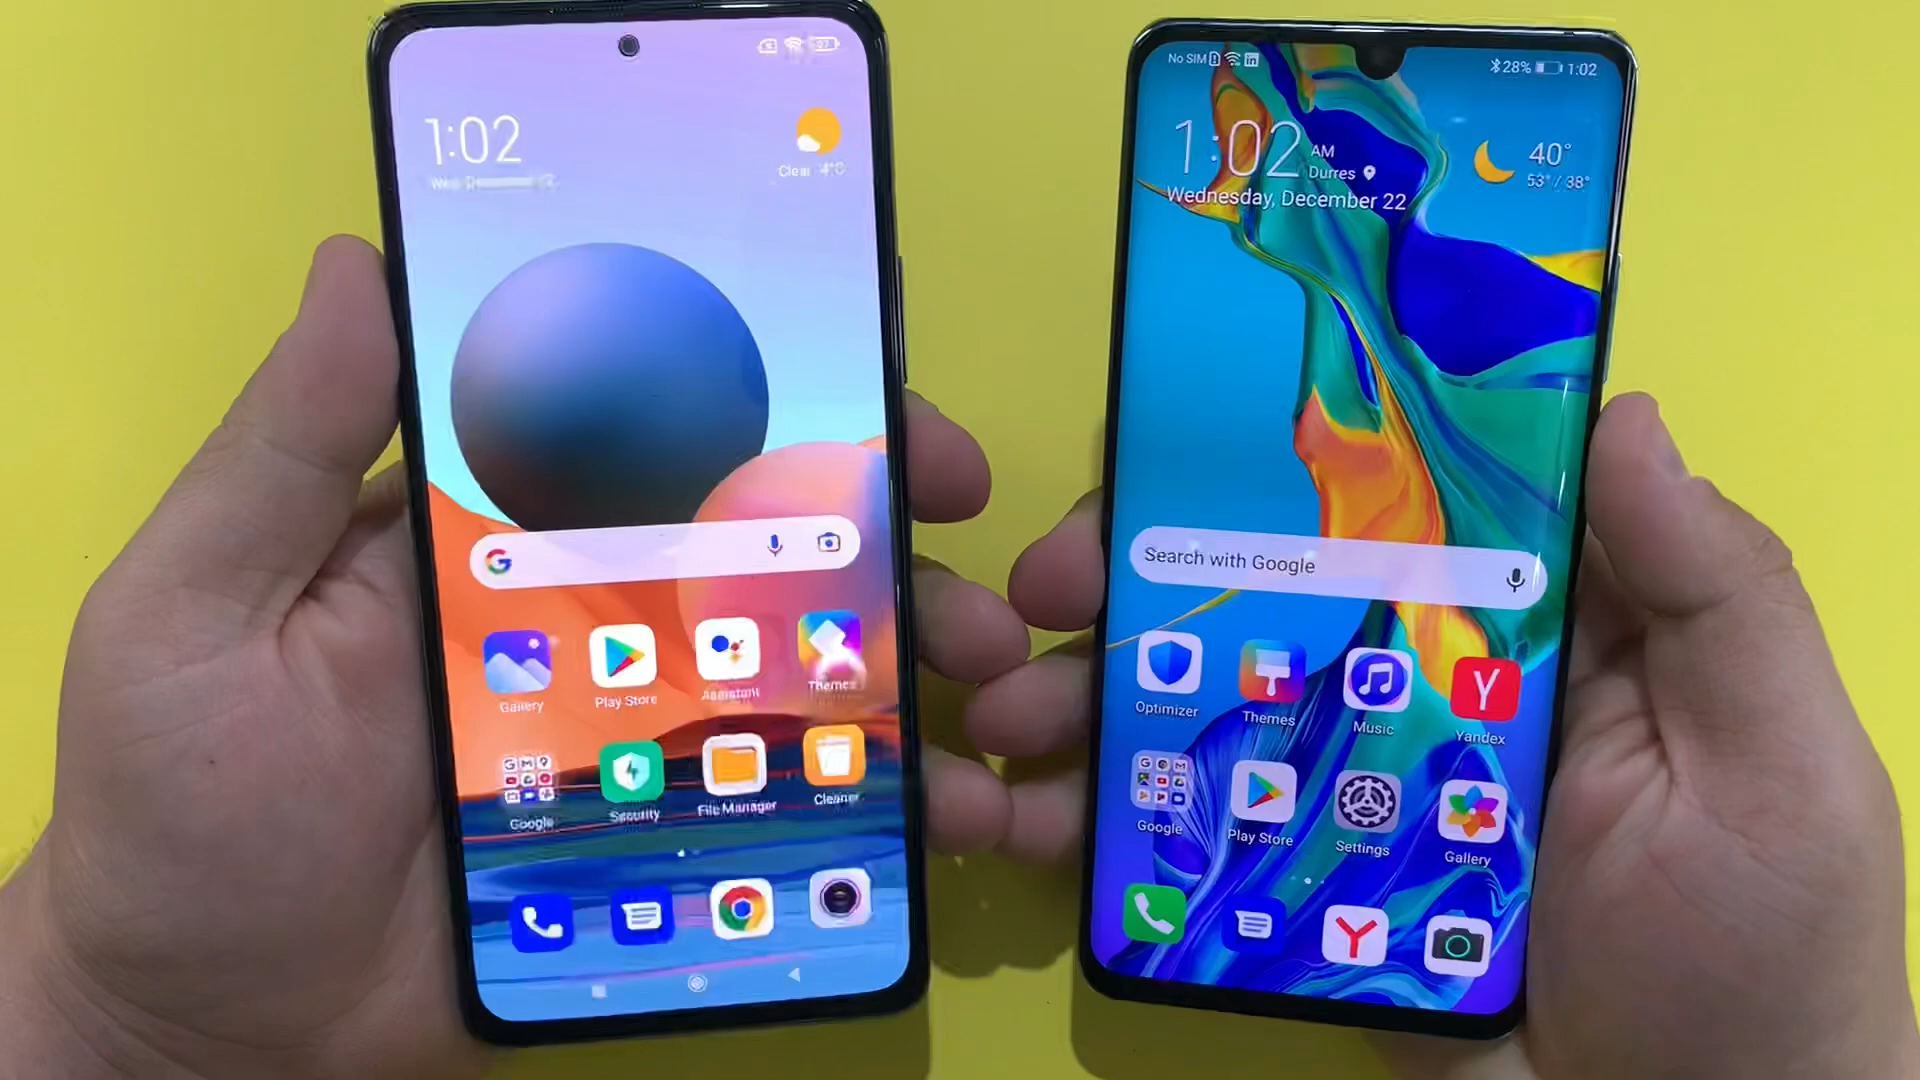 1:02
Clear 4°C
Gallery
Play Store
Assistant
Themes
Google
Security
File Manager
Cleaner
No SIM
28% 1:02
1:02 AM
Durres
Wednesday, December 22
40°
53° / 38°
Search with Google
Optimizer
Themes
Music
Yandex
Google
Play Store
Settings
Gallery